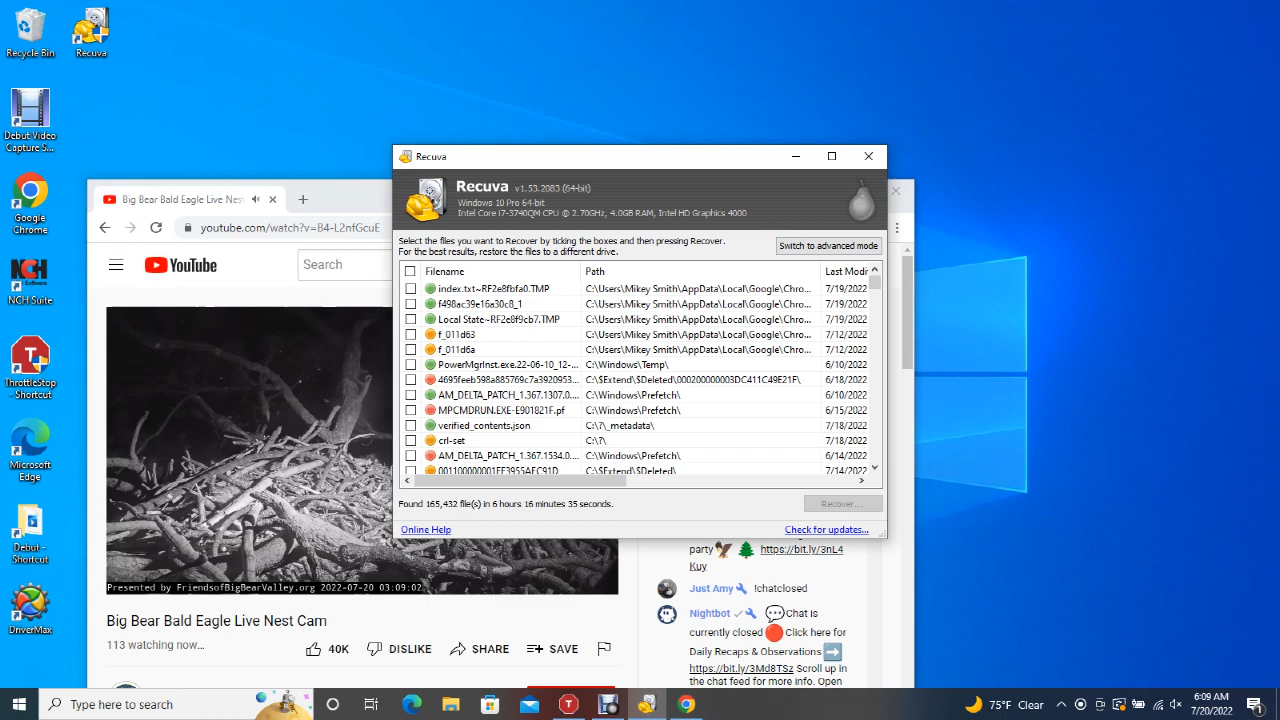 Recycle Bin
Recuva
Debut Video
Capture S...
Google
Chrome
NCH Suite
ThrottleStop
- Shortcut
Microsoft
Edge
Debut -
Shortcut
DriverMax
Big Bear Bald Eagle Live Nest
youtube.com/watch?v=B4-L2nfGcuE
YouTube
Search
Presented by FriendsofBigBearValley.org 2022-07-20 03:09:02
Big Bear Bald Eagle Live Nest Cam
113 watching now...
40K
DISLIKE
SHARE
SAVE
Recuva
Recuva v1.53.2083 (64-bit)
Windows 10 Pro 64-bit
Intel Core i7-3740QM CPU @ 2.70GHz, 4.0GB RAM, Intel HD Graphics 4000
Select the files you want to Recover by ticking the boxes and then pressing Recover.
For the best results, restore the files to a different drive.
Switch to advanced mode
Filename Path Last Modi
index.txt~RF2e8fbfa0.TMP C:\Users\Mikey Smith\AppData\Local\Google\Chro... 7/19/2022
f498ac39e16a30c8_1 C:\Users\Mikey Smith\AppData\Local\Google\Chro... 7/19/2022
Local State~RF2e8f9cb7.TMP C:\Users\Mikey Smith\AppData\Local\Google\Chro... 7/19/2022
f_011d63 C:\Users\Mikey Smith\AppData\Local\Google\Chro... 7/12/2022
f_011d6a C:\Users\Mikey Smith\AppData\Local\Google\Chro... 7/12/2022
PowerMgrInst.exe.22-06-10_12-... C:\Windows\Temp\ 6/10/2022
4695feeb598a885769c7a3920953... C:\$Extend\$Deleted\000200000003DC411C49E21F\ 6/18/2022
AM_DELTA_PATCH_1.367.1307.0.... C:\Windows\Prefetch\ 6/10/2022
MPCMDRUN.EXE-E901821F.pf C:\Windows\Prefetch\ 6/15/2022
verified_contents.json C:\?\_metadata\ 7/18/2022
crl-set C:\?\ 7/18/2022
AM_DELTA_PATCH_1.367.1534.0.... C:\Windows\Prefetch\ 6/14/2022
001100000001FF3955AEC91D C:\$Extend\$Deleted\ 7/14/2022
Found 165,432 file(s) in 6 hours 16 minutes 35 seconds.
Recover...
Online Help
Check for updates...
party https://bit.ly/3nL4
Kuy
Just Amy !chatclosed
Nightbot Chat is
currently closed Click here for
Daily Recaps & Observations
https://bit.ly/3Md8TSz Scroll up in
the chat feed for more info. Open
Type here to search
75°F Clear
6:09 AM
7/20/2022
1